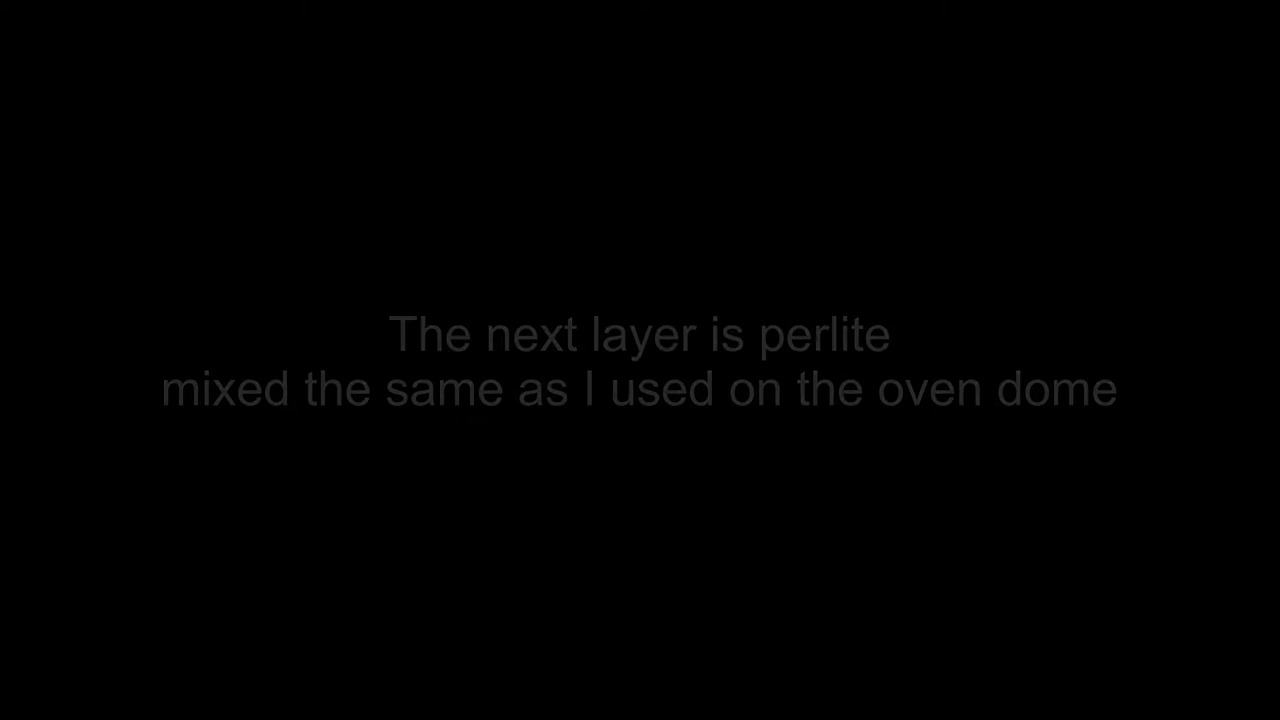 The next layer is perlite
mixed the same as I used on the oven dome